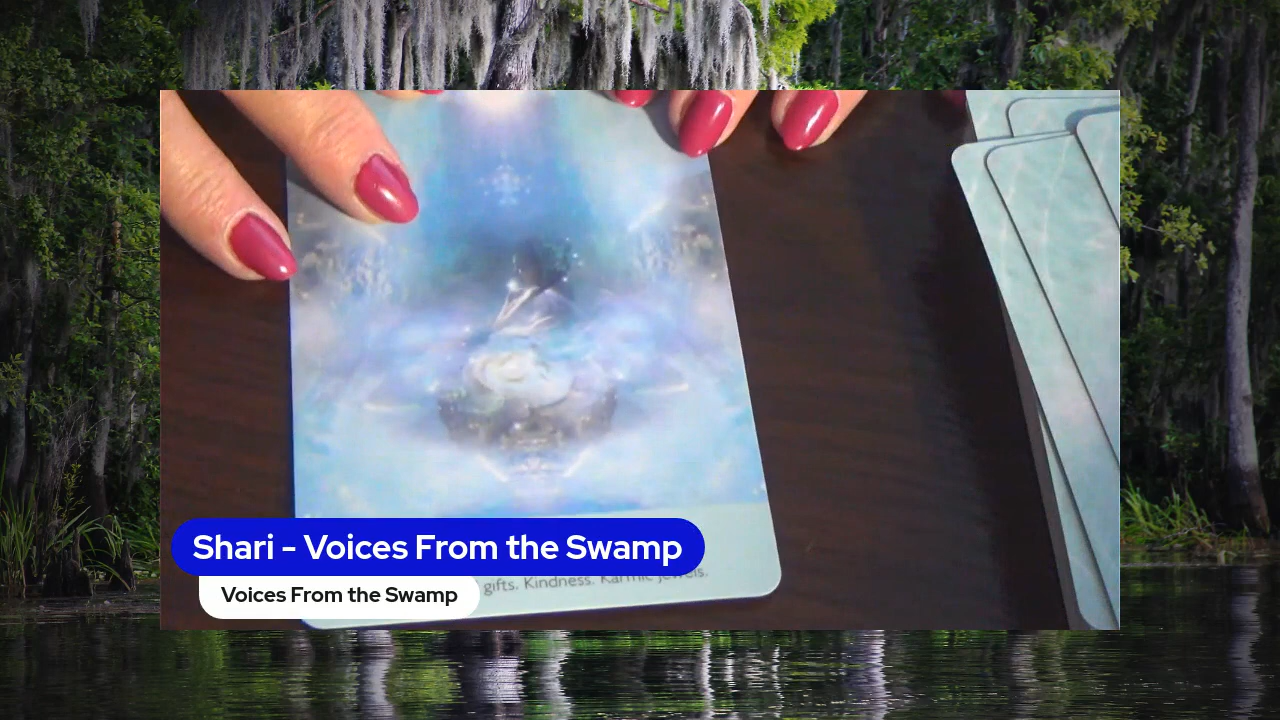 Shari - Voices From the Swamp
gifts. Kindness. Karmic jewels.
Voices From the Swamp